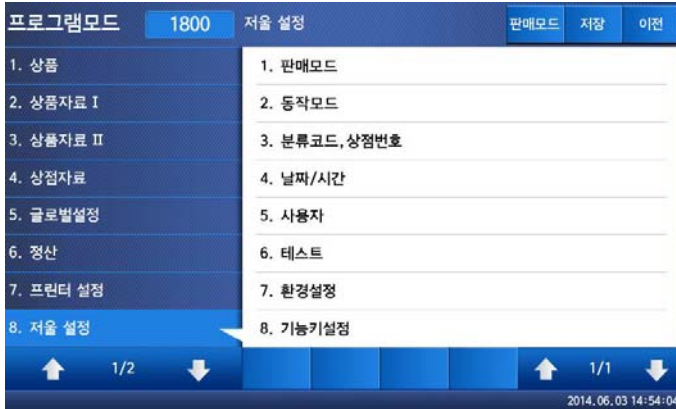 프로그램모드 1800 저울 설정 판매모드 저장 이전
1. 상품
2. 상품자료 I
3. 상품자료 II
4. 상점자료
5. 글로벌설정
6. 정산
7. 프린터 설정
8. 저울 설정
1. 판매모드
2. 동작모드
3. 분류코드,상점번호
4. 날짜/시간
5. 사용자
6. 테스트
7. 환경설정
8. 기능키설정
1/2
1/1
2014.06.03 14:54:04